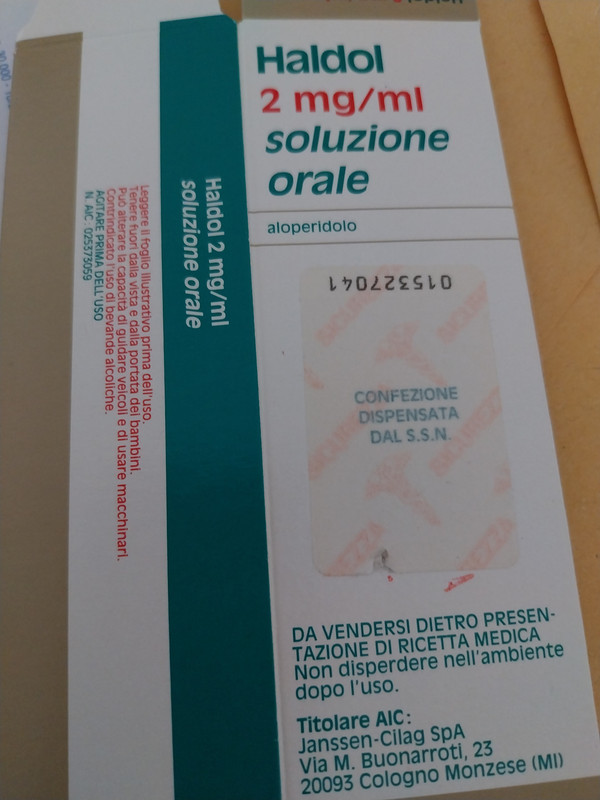 Haldol
2 mg/ml
soluzione
orale
aloperidolo
015327041
CONFEZIONE
DISPENSATA
DAL S.S.N.
DA VENDERSI DIETRO PRESEN-
TAZIONE DI RICETTA MEDICA
Non disperdere nell'ambiente
dopo l'uso.
Titolare AIC:
Janssen-Cilag SpA
Via M. Buonarroti, 23
20093 Cologno Monzese (MI)
Haldol 2 mg/ml
soluzione orale
Leggere il foglio illustrativo prima dell'uso.
Tenere fuori dalla vista e dalla portata dei bambini.
Può alterare la capacità di guidare veicoli e di usare macchinari.
Contrindicato l'uso di bevande alcoliche.
AGITARE PRIMA DELL'USO
N. AIC: 025373059